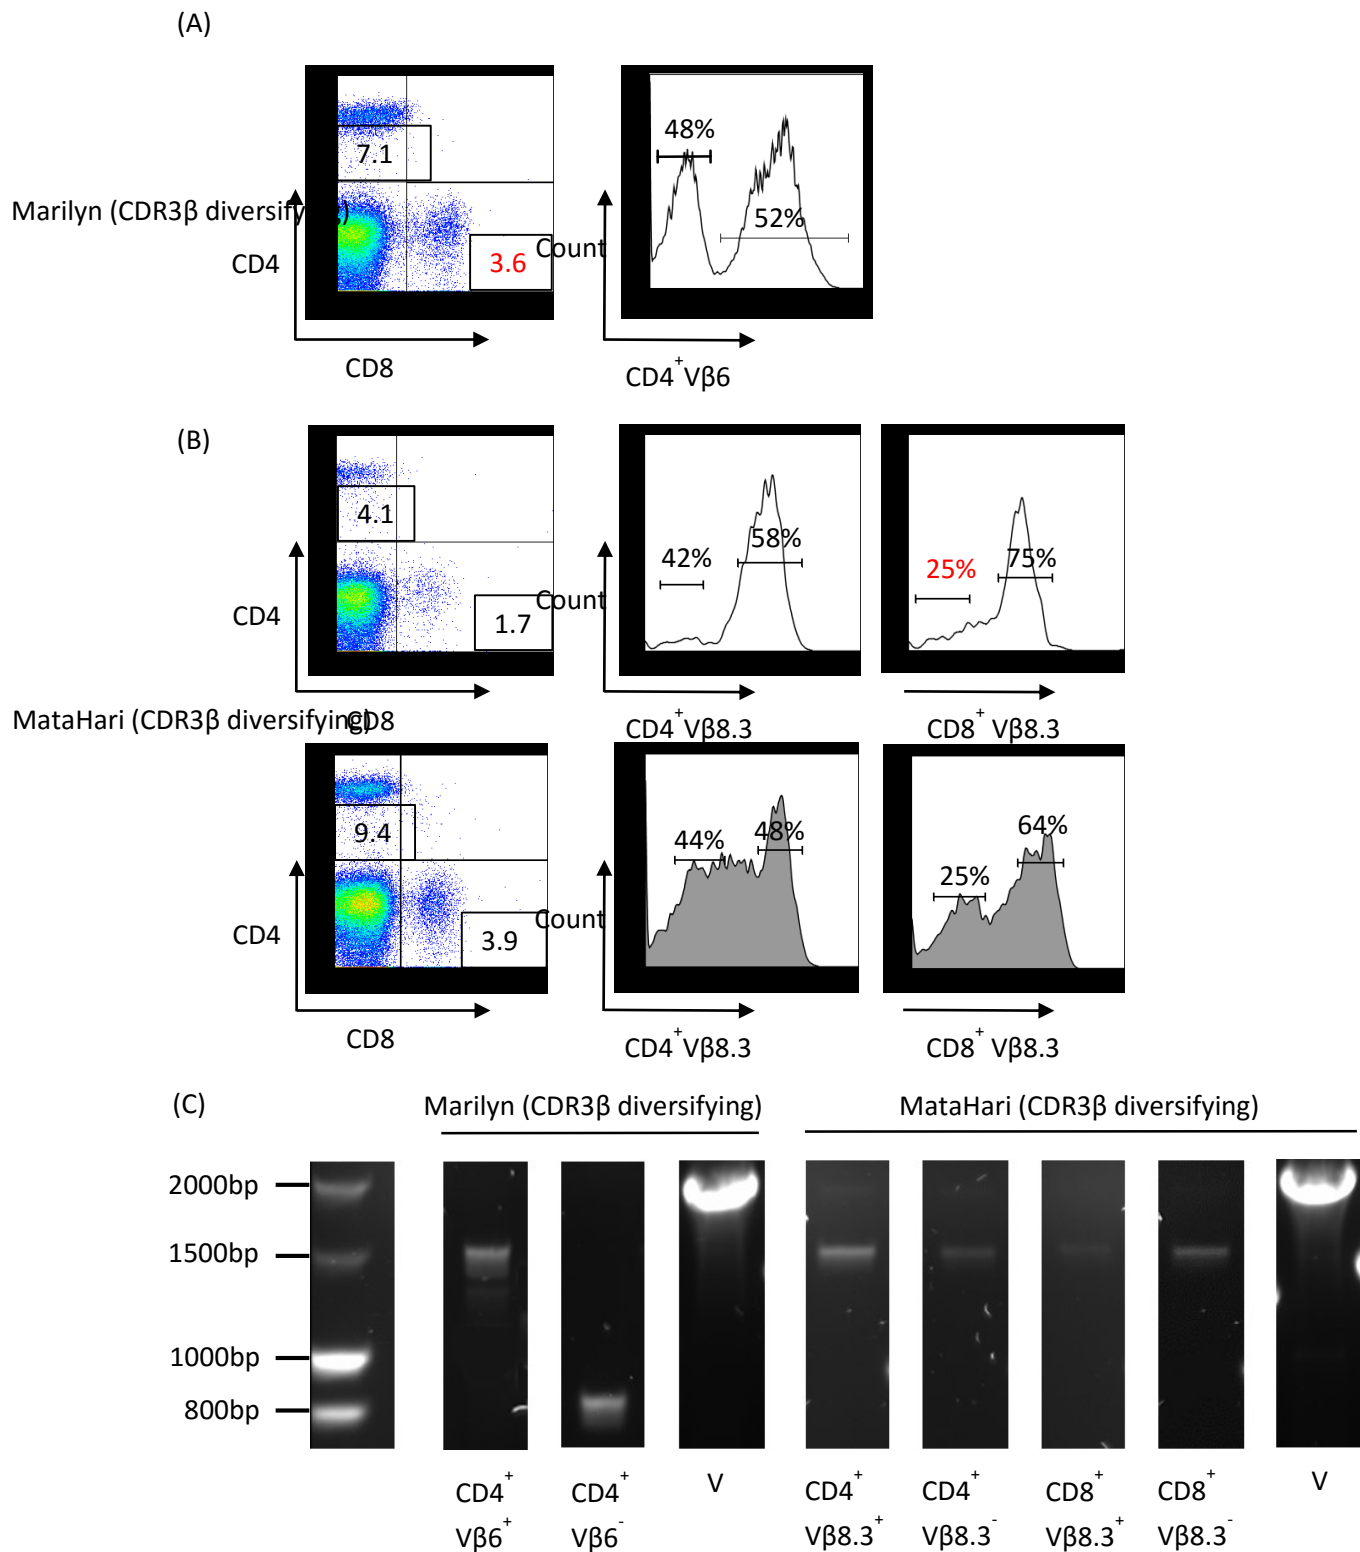 (A)
48%
7.1
Marilyn (CDR3β diversifying)
52%
Count
CD4
3.6
CD8
CD4+Vβ6
(B)
4.1
42%
58%
25%
75%
Count
CD4
1.7
MataHari (CDR3β diversifying)
CD8
CD4+Vβ8.3
CD8+ Vβ8.3
9.4
44%
48%
64%
25%
Count
CD4
3.9
CD8
CD4+Vβ8.3
CD8+ Vβ8.3
(C)
Marilyn (CDR3β diversifying)
MataHari (CDR3β diversifying)
2000bp
1500bp
1000bp
800bp
CD4+ CD4+ V CD4+ CD4+ CD8+ CD8+ V
Vβ6+ Vβ6- Vβ8.3+ Vβ8.3- Vβ8.3+ Vβ8.3-